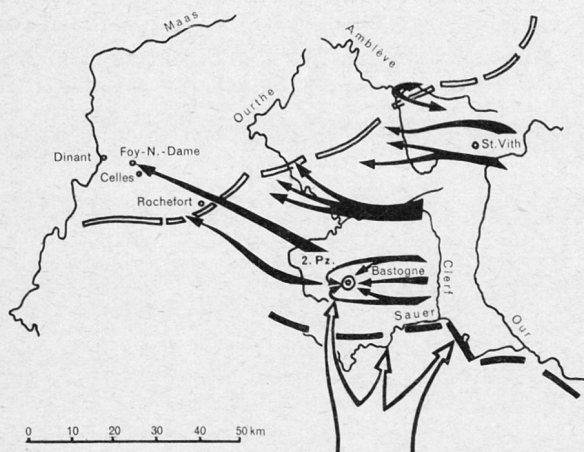 Maas
Amblève
Ourthe
Dinant
Foy-N.-Dame
St.Vith
Celles
Rochefort
2. Pz.
Bastogne
Clerf
Sauer
Our
0 10 20 30 40 50 km